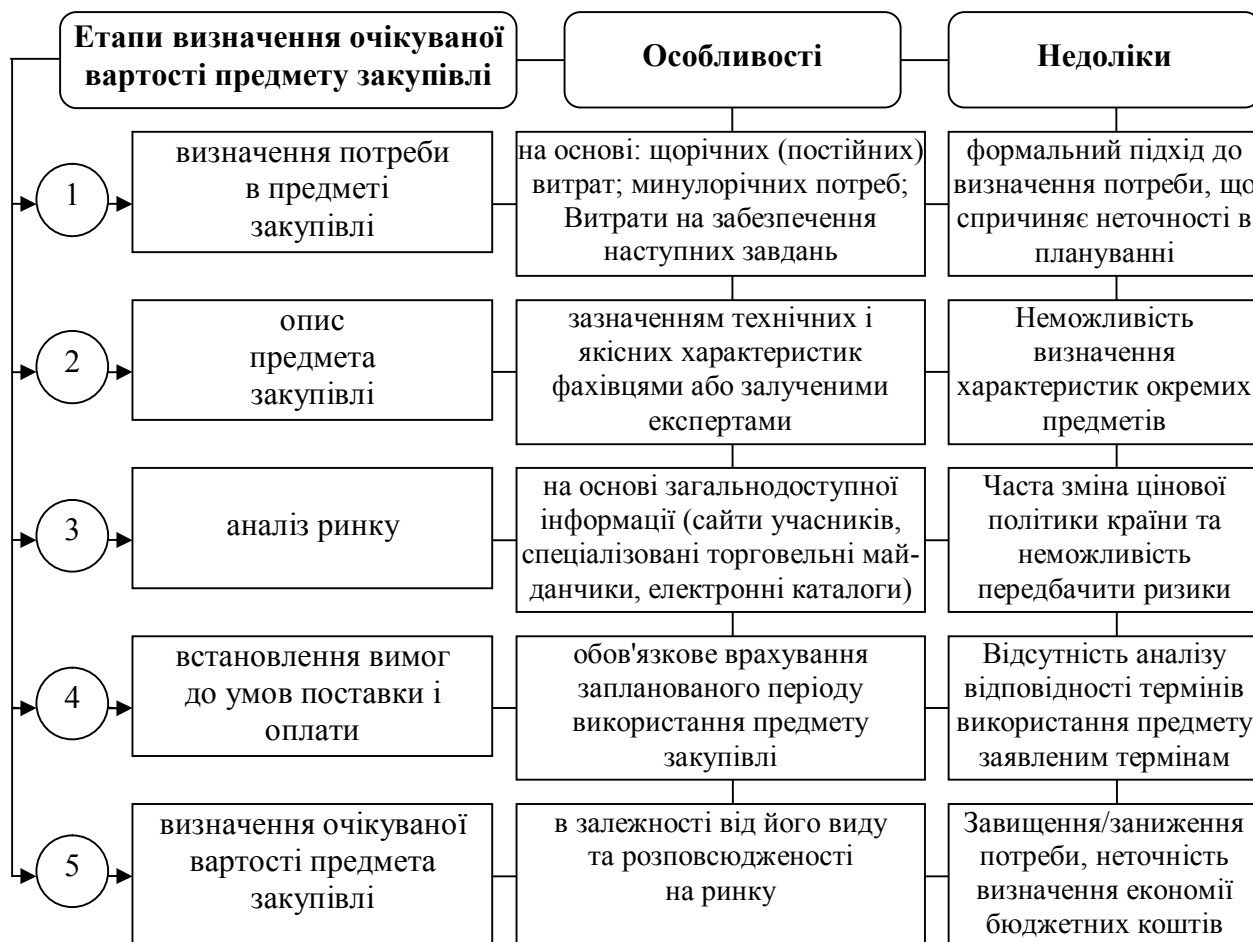 Етапи визначення очікуваної
вартості предмету закупівлі
Особливості
Недоліки
1
визначення потреби
в предметі
закупівлі
на основі: щорічних (постійних)
витрат; минулорічних потреб;
Витрати на забезпечення
наступних завдань
формальний підхід до
визначення потреби, що
спричиняє неточності в
плануванні
2
опис
предмета
закупівлі
зазначенням технічних і
якісних характеристик
фахівцями або залученими
експертами
Неможливість
визначення
характеристик окремих
предметів
3
аналіз ринку
на основі загальнодоступної
інформації (сайти учасників,
спеціалізовані торговельні май-
данчики, електронні каталоги)
Часта зміна цінової
політики країни та
неможливість
передбачити ризики
4
встановлення вимог
до умов поставки і
оплати
обов'язкове врахування
запланованого періоду
використання предмету
закупівлі
Відсутність аналізу
відповідності термінів
використання предмету
заявленим термінам
5
визначення очікуваної
вартості предмета
закупівлі
в залежності від його виду
та розповсюдженості
на ринку
Завищення/заниження
потреби, неточність
визначення економії
бюджетних коштів